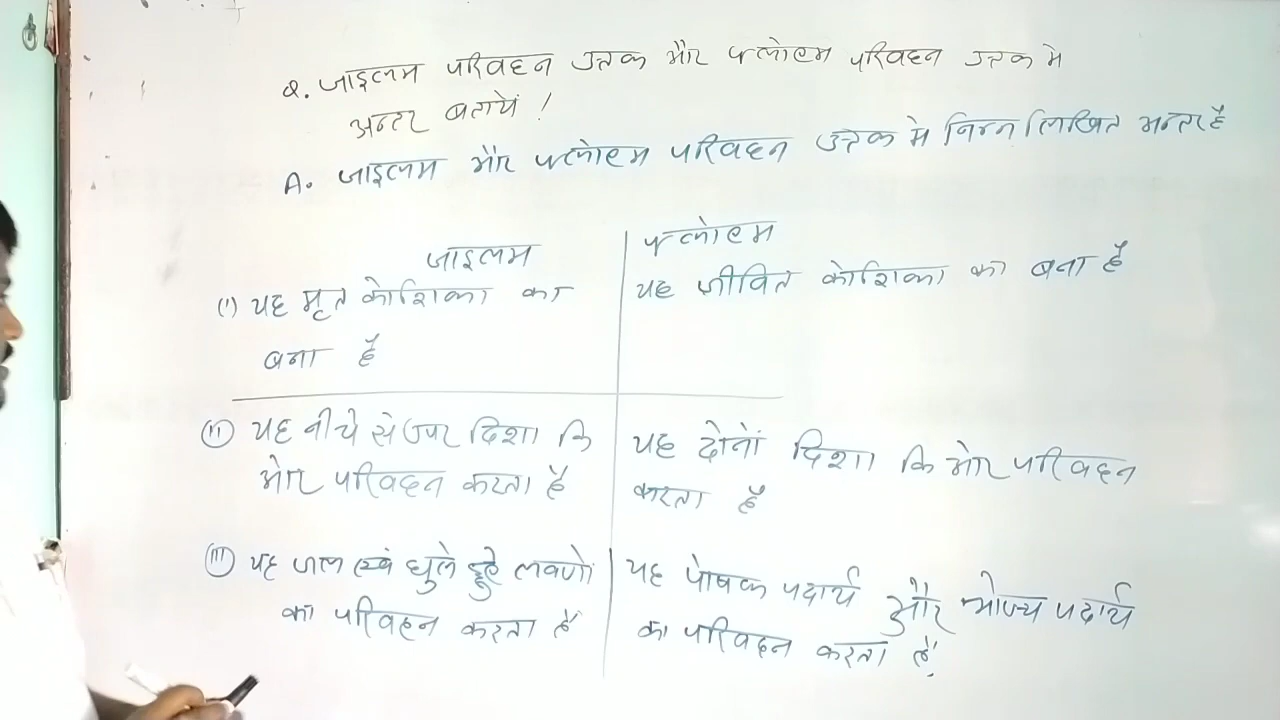 Q. जाइलम परिवहन उत्तक और फ्लोएम परिवहन उत्तक मे
अन्तर बतायें !
A. जाइलम और फ्लोएम परिवहन उत्तक मे निम्नलिखित अन्तर है
जाइलम
(i) यह मृत कोशिका का
बना है
(ii) यह नीचे से उपर दिशा कि
ओर परिवहन करता है
(iii) यह जल एवं घुले हुए लवणो
का परिवहन करता है
फ्लोएम
यह जीवित कोशिका का बना है
यह दोनों दिशा कि ओर परिवहन
करता है
यह पोषक पदार्थ और भोज्य पदार्थ
का परिवहन करता है